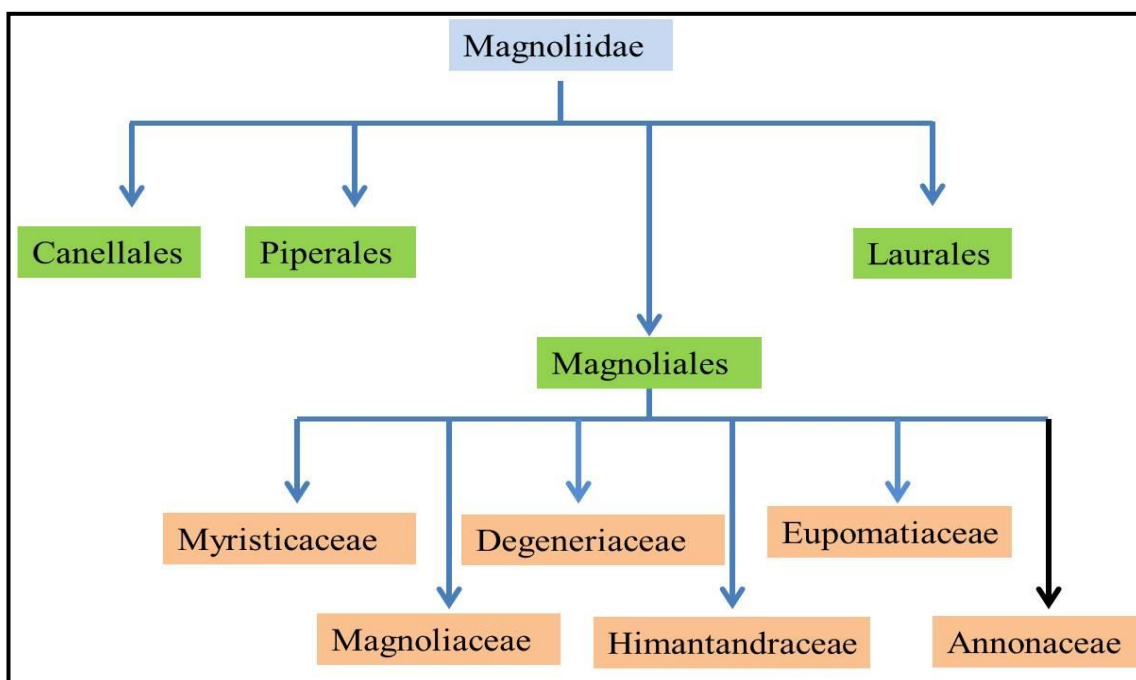 Magnoliidae
Canellales
Piperales
Laurales
Magnoliales
Myristicaceae
Degeneriaceae
Eupomatiaceae
Magnoliaceae
Himantandraceae
Annonaceae